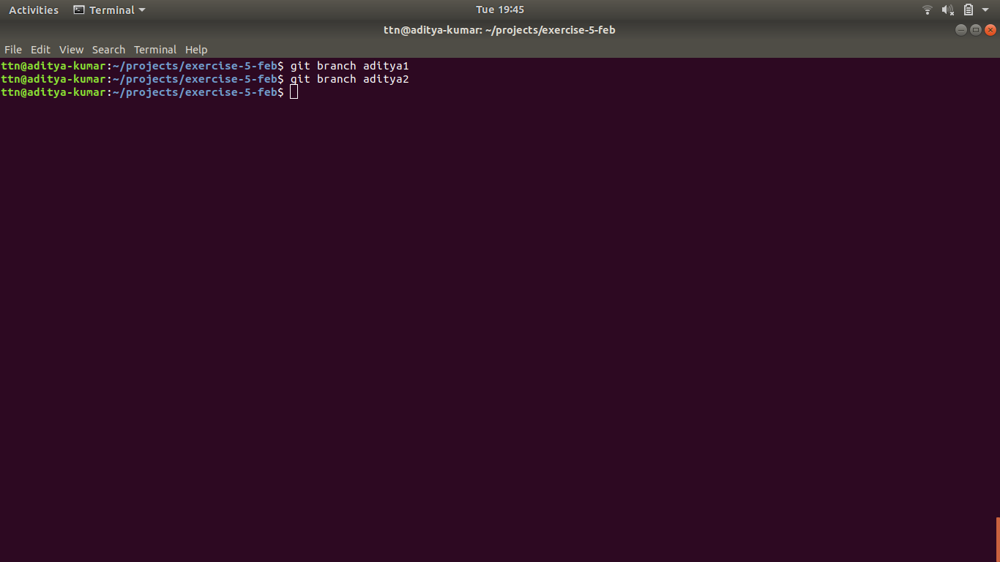 Activities Terminal Tue 19:45
ttn@aditya-kumar: ~/projects/exercise-5-feb
File Edit View Search Terminal Help
ttn@aditya-kumar:~/projects/exercise-5-feb$ git branch aditya1
ttn@aditya-kumar:~/projects/exercise-5-feb$ git branch aditya2
ttn@aditya-kumar:~/projects/exercise-5-feb$